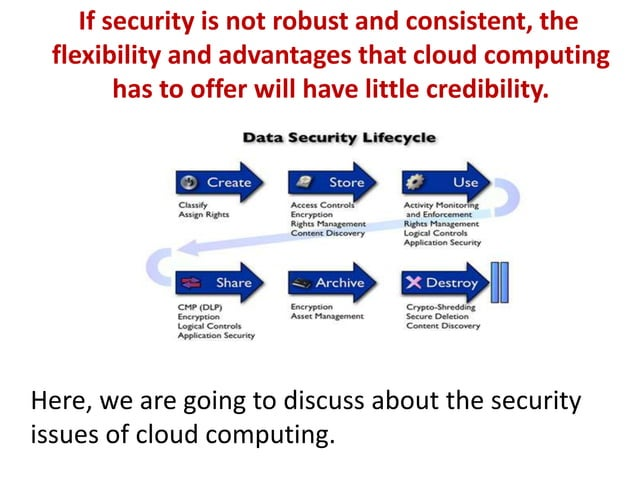 If security is not robust and consistent, the
flexibility and advantages that cloud computing
has to offer will have little credibility.
Data Security Lifecycle
Create
Classify
Assign Rights
Store
Access Controls
Encryption
Rights Management
Content Discovery
Use
Activity Monitoring
and Enforcement
Rights Management
Logical Controls
Application Security
Share
CMP (DLP)
Encryption
Logical Controls
Application Security
Archive
Encryption
Asset Management
Destroy
Crypto-Shredding
Secure Deletion
Content Discovery
Here, we are going to discuss about the security
issues of cloud computing.